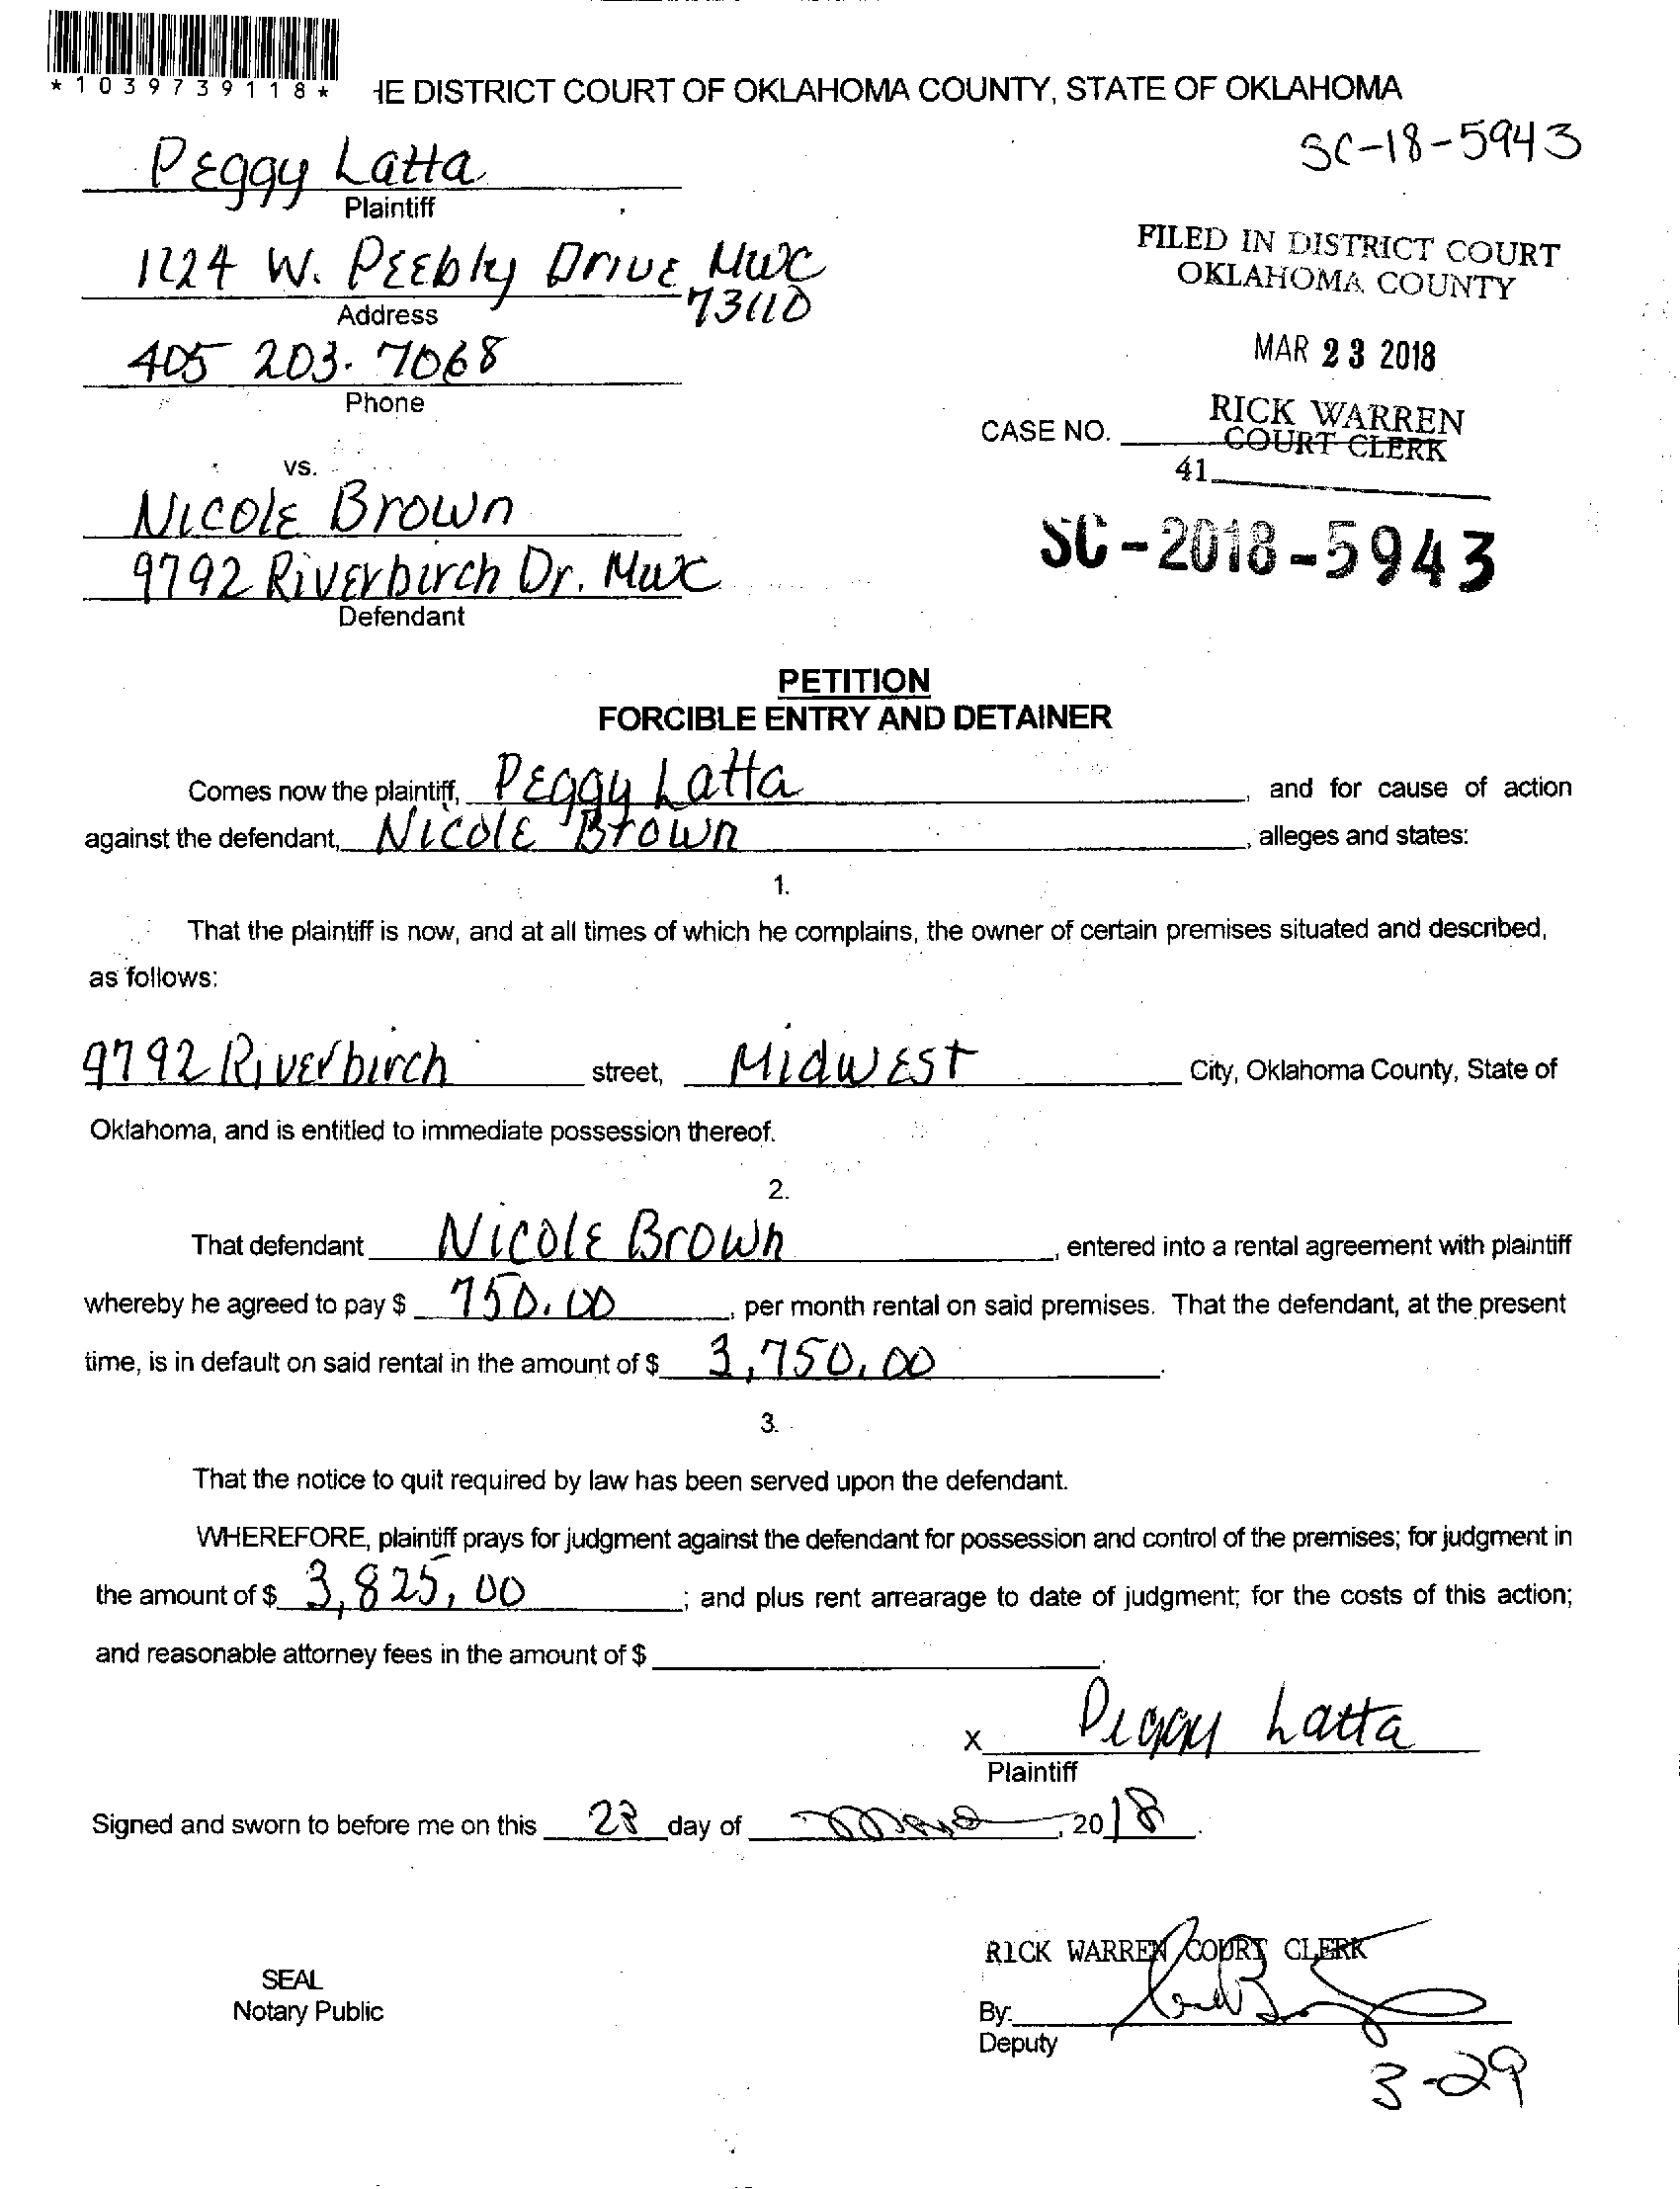 *1039739118*
HE DISTRICT COURT OF OKLAHOMA COUNTY, STATE OF OKLAHOMA
SC-18-5943
Peggy Latta
Plaintiff
1224 W. Peebly Drive MWC
73110
Address
405 203-7068
Phone
FILED IN DISTRICT COURT
OKLAHOMA COUNTY
MAR 23 2018
RICK WARREN
COURT CLERK
CASE NO.
41
vs.
Nicole Brown
9792 Riverbirch Dr. MWC
Defendant
SC-2018-5943
PETITION
FORCIBLE ENTRY AND DETAINER
Comes now the plaintiff, Peggy Latta, and for cause of action
against the defendant, Nicole Brown, alleges and states:
1.
That the plaintiff is now, and at all times of which he complains, the owner of certain premises situated and described,
as follows:
9792 Riverbirch street, Midwest City, Oklahoma County, State of
Oklahoma, and is entitled to immediate possession thereof.
2.
That defendant Nicole Brown, entered into a rental agreement with plaintiff
whereby he agreed to pay $ 750.00, per month rental on said premises. That the defendant, at the present
time, is in default on said rental in the amount of $ 3,750.00.
3.
That the notice to quit required by law has been served upon the defendant.
WHEREFORE, plaintiff prays for judgment against the defendant for possession and control of the premises; for judgment in
the amount of $ 3,825.00; and plus rent arrearage to date of judgment; for the costs of this action;
and reasonable attorney fees in the amount of $.
x Peggy Latta
Plaintiff
Signed and sworn to before me on this 23 day of, 2018.
RICK WARREN COURT CLERK
SEAL
Notary Public
By:
Deputy
3-29